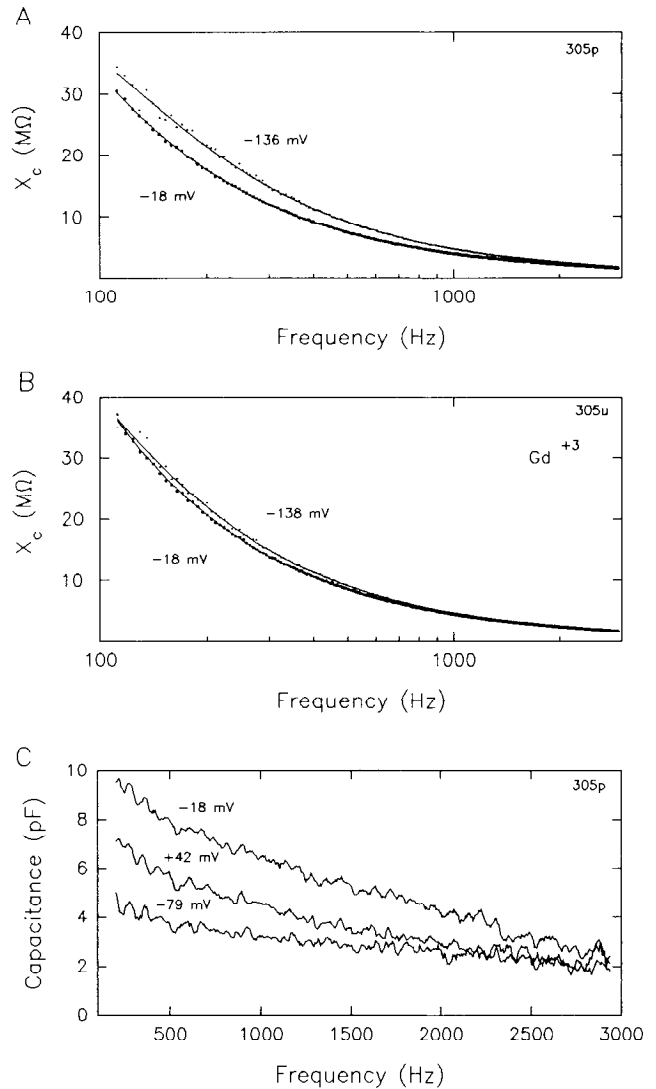 A
40
305p
30
20
10
-136 mV
-18 mV
X_c (MΩ)
100
1000
Frequency (Hz)
B
40
305u
Gd +3
30
20
10
-138 mV
-18 mV
X_c (MΩ)
100
1000
Frequency (Hz)
C
10
305p
8
6
4
2
0
-18 mV
+42 mV
-79 mV
Capacitance (pF)
500 1000 1500 2000 2500 3000
Frequency (Hz)